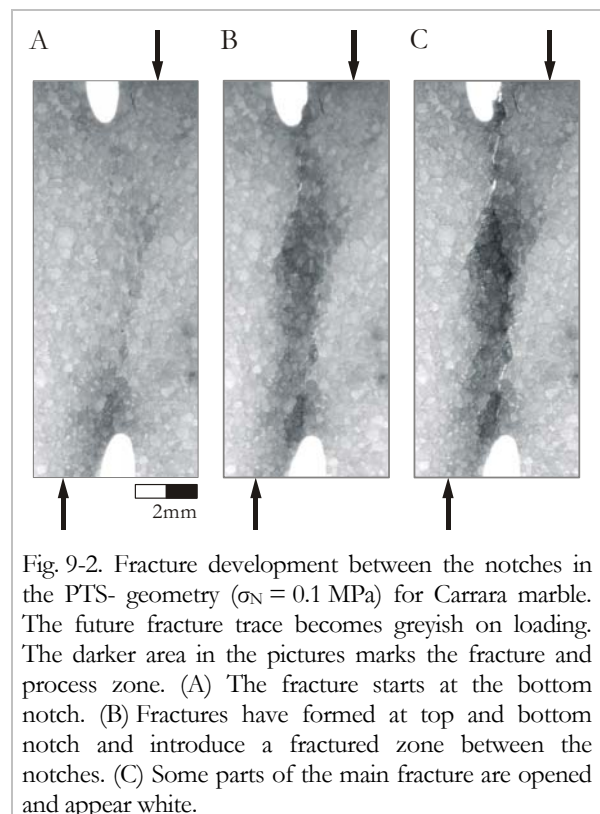 A B C
2mm
Fig. 9-2. Fracture development between the notches in
the PTS- geometry (σN = 0.1 MPa) for Carrara marble.
The future fracture trace becomes greyish on loading.
The darker area in the pictures marks the fracture and
process zone. (A) The fracture starts at the bottom
notch. (B) Fractures have formed at top and bottom
notch and introduce a fractured zone between the
notches. (C) Some parts of the main fracture are opened
and appear white.